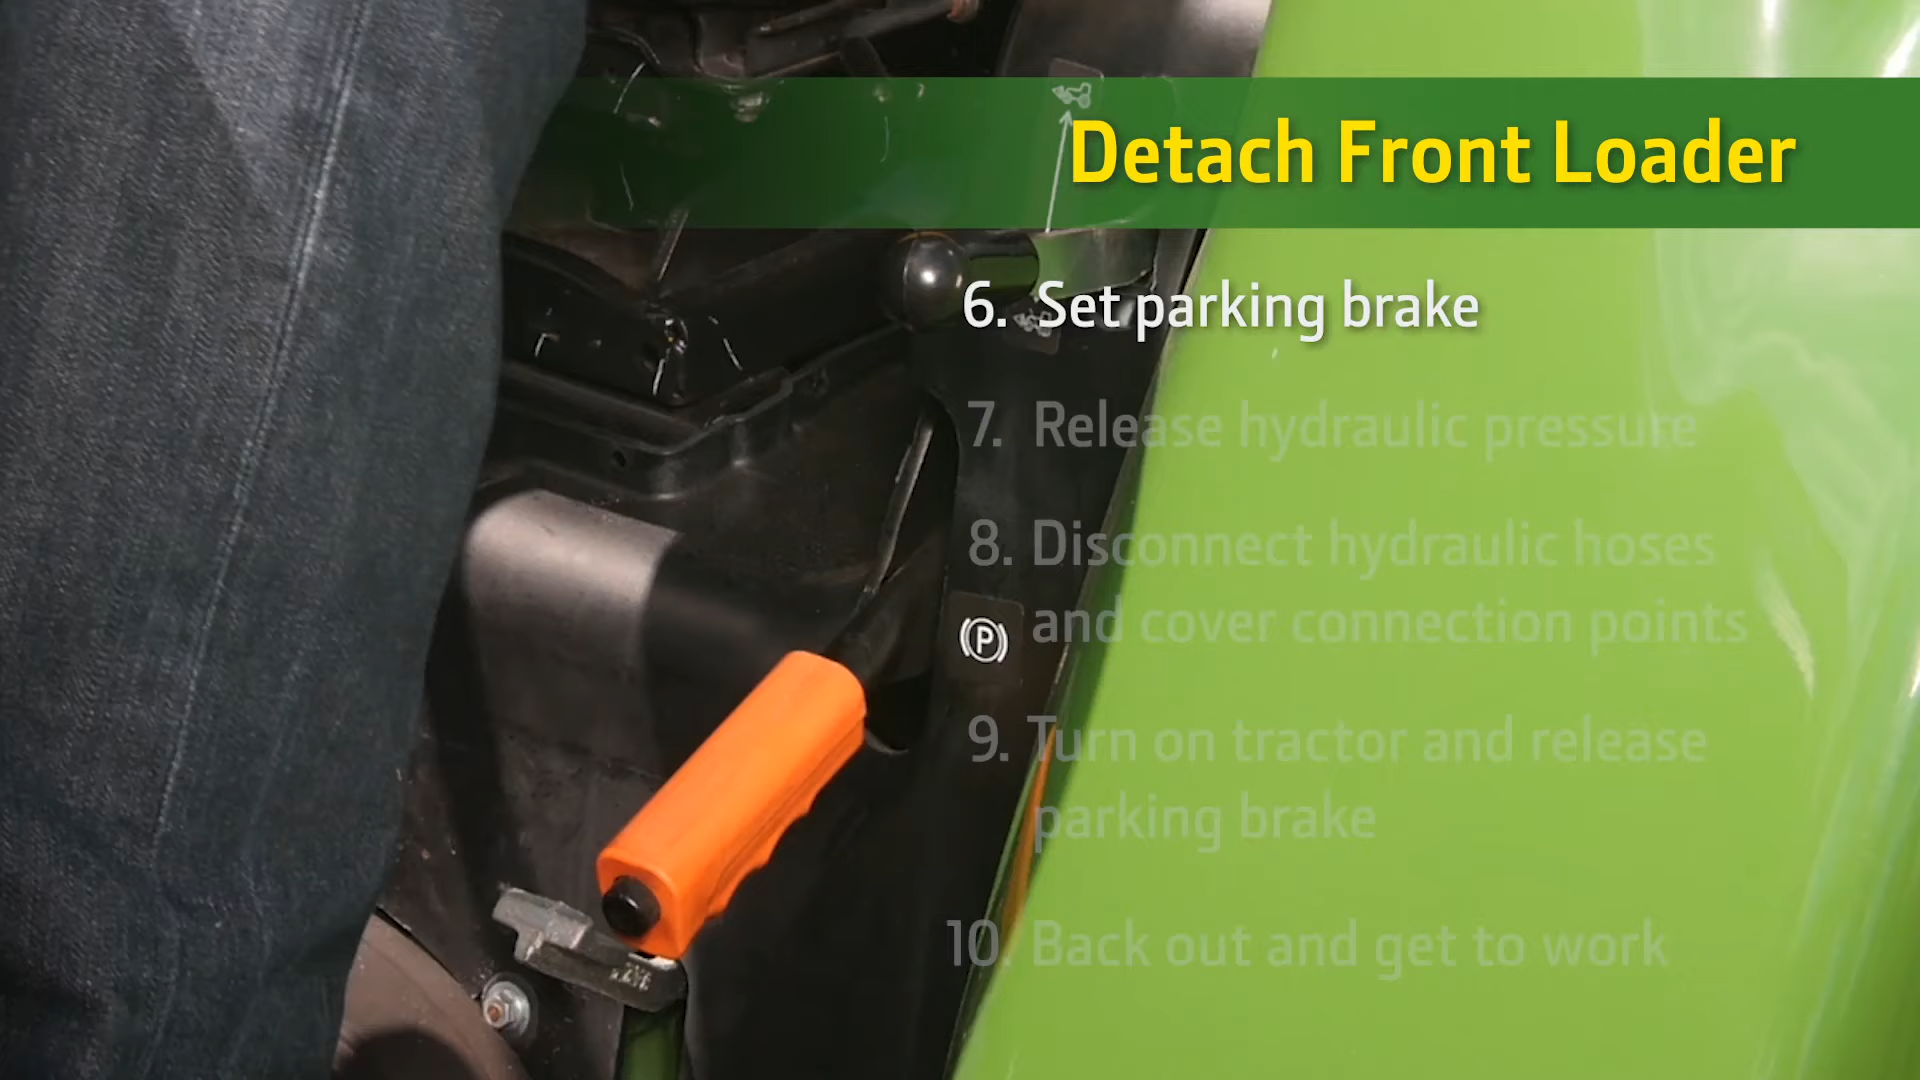 Detach Front Loader
6. Set parking brake
7. Release hydraulic pressure
8. Disconnect hydraulic hoses
and cover connection points
P
9. Turn on tractor and release
parking brake
10. Back out and get to work